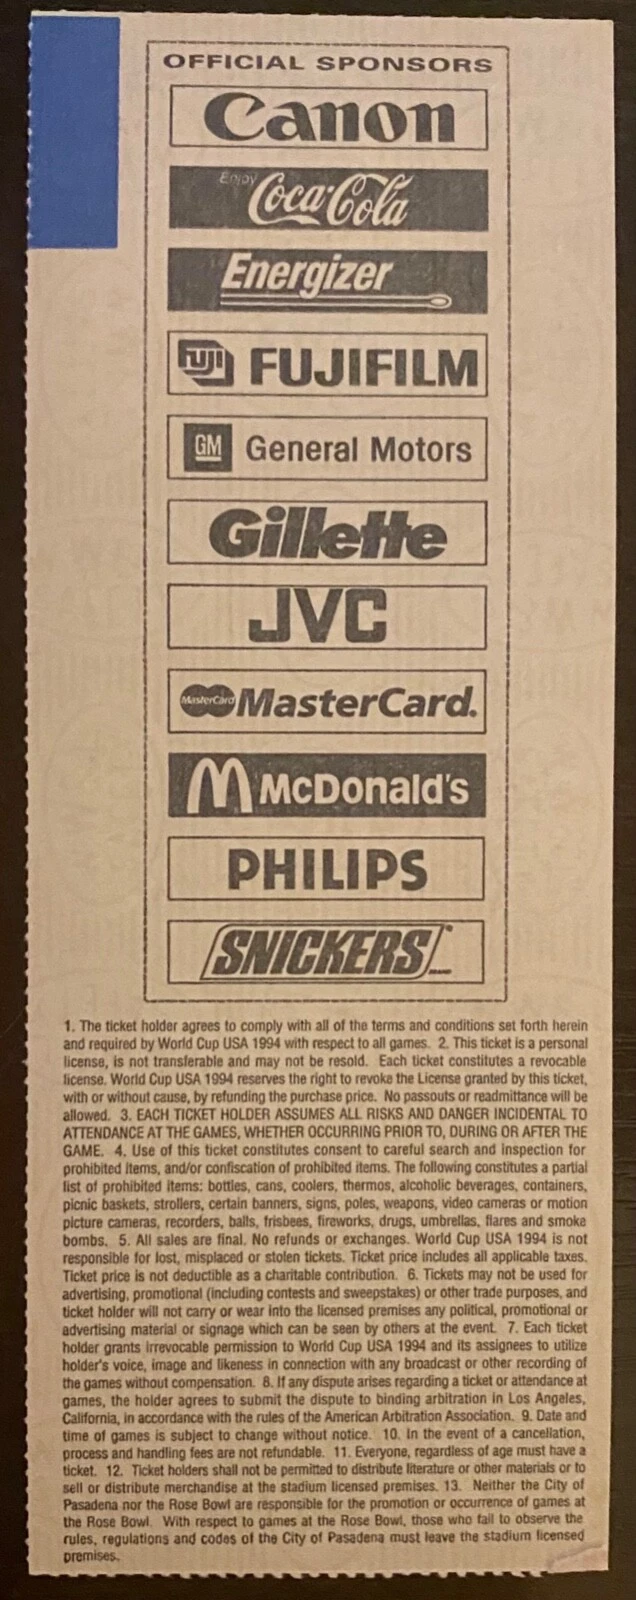 OFFICIAL SPONSORS
Canon
Enjoy
Coca-Cola
Energizer
FUJI FUJIFILM
GM General Motors
Gillette
JVC
MasterCard MasterCard.
M McDonald's
PHILIPS
SNICKERS
1. The ticket holder agrees to comply with all of the terms and conditions set forth herein
and required by World Cup USA 1994 with respect to all games. 2. This ticket is a personal
license, is not transferable and may not be resold. Each ticket constitutes a revocable
license. World Cup USA 1994 reserves the right to revoke the License granted by this ticket,
with or without cause, by refunding the purchase price. No passouts or readmittance will be
allowed. 3. EACH TICKET HOLDER ASSUMES ALL RISKS AND DANGER INCIDENTAL TO
ATTENDANCE AT THE GAMES, WHETHER OCCURRING PRIOR TO, DURING OR AFTER THE
GAME. 4. Use of this ticket constitutes consent to careful search and inspection for
prohibited items, and/or confiscation of prohibited items. The following constitutes a partial
list of prohibited items: bottles, cans, coolers, thermos, alcoholic beverages, containers,
picnic baskets, strollers, certain banners, signs, poles, weapons, video cameras or motion
picture cameras, recorders, balls, frisbees, fireworks, drugs, umbrellas, flares and smoke
bombs. 5. All sales are final. No refunds or exchanges. World Cup USA 1994 is not
responsible for lost, misplaced or stolen tickets. Ticket price includes all applicable taxes.
Ticket price is not deductible as a charitable contribution. 6. Tickets may not be used for
advertising, promotional (including contests and sweepstakes) or other trade purposes, and
ticket holder will not carry or wear into the licensed premises any political, promotional or
advertising material or signage which can be seen by others at the event. 7. Each ticket
holder grants irrevocable permission to World Cup USA 1994 and its assignees to utilize
holder's voice, image and likeness in connection with any broadcast or other recording of
the games without compensation. 8. If any dispute arises regarding a ticket or attendance at
games, the holder agrees to submit the dispute to binding arbitration in Los Angeles,
California, in accordance with the rules of the American Arbitration Association. 9. Date and
time of games is subject to change without notice. 10. In the event of a cancellation,
process and handling fees are not refundable. 11. Everyone, regardless of age must have a
ticket. 12. Ticket holders shall not be permitted to distribute literature or other materials or to
sell or distribute merchandise at the stadium licensed premises. 13. Neither the City of
Pasadena nor the Rose Bowl are responsible for the promotion or occurrence of games at
the Rose Bowl. With respect to games at the Rose Bowl, those who fail to observe the
rules, regulations and codes of the City of Pasadena must leave the stadium licensed
premises.